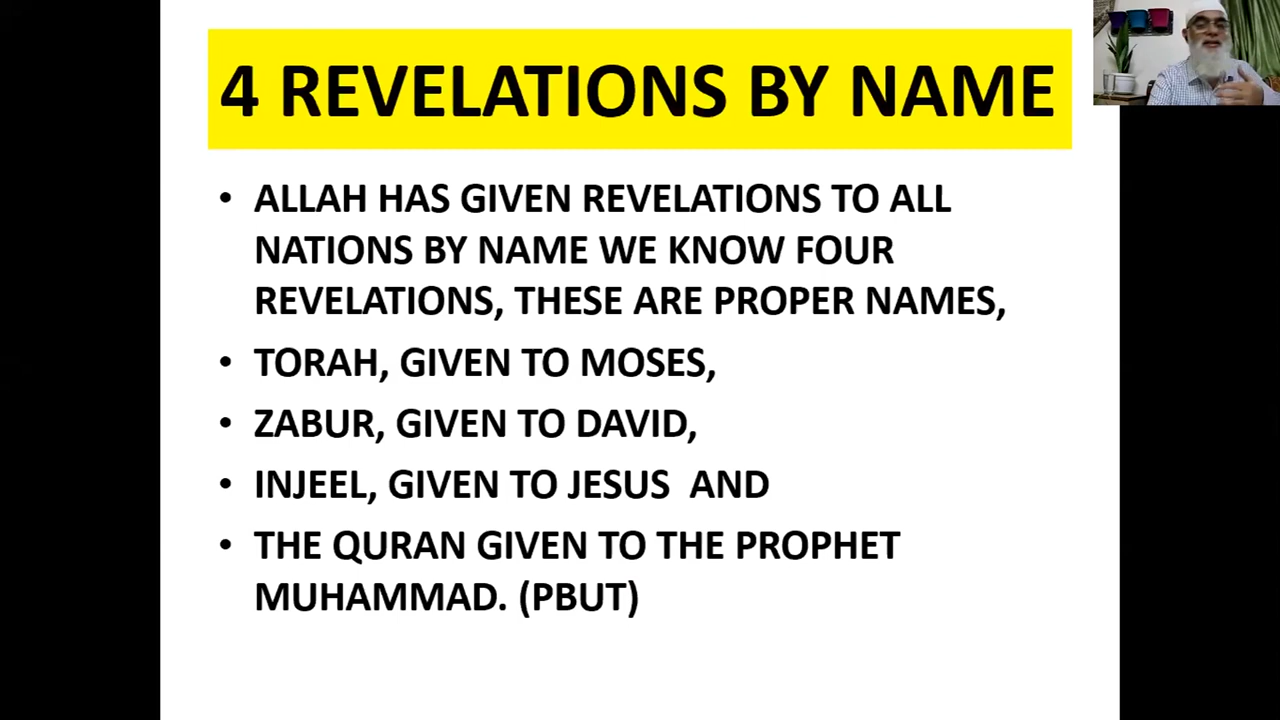 4 REVELATIONS BY NAME
• ALLAH HAS GIVEN REVELATIONS TO ALL
NATIONS BY NAME WE KNOW FOUR
REVELATIONS, THESE ARE PROPER NAMES,
• TORAH, GIVEN TO MOSES,
• ZABUR, GIVEN TO DAVID,
• INJEEL, GIVEN TO JESUS  AND
• THE QURAN GIVEN TO THE PROPHET
MUHAMMAD. (PBUT)